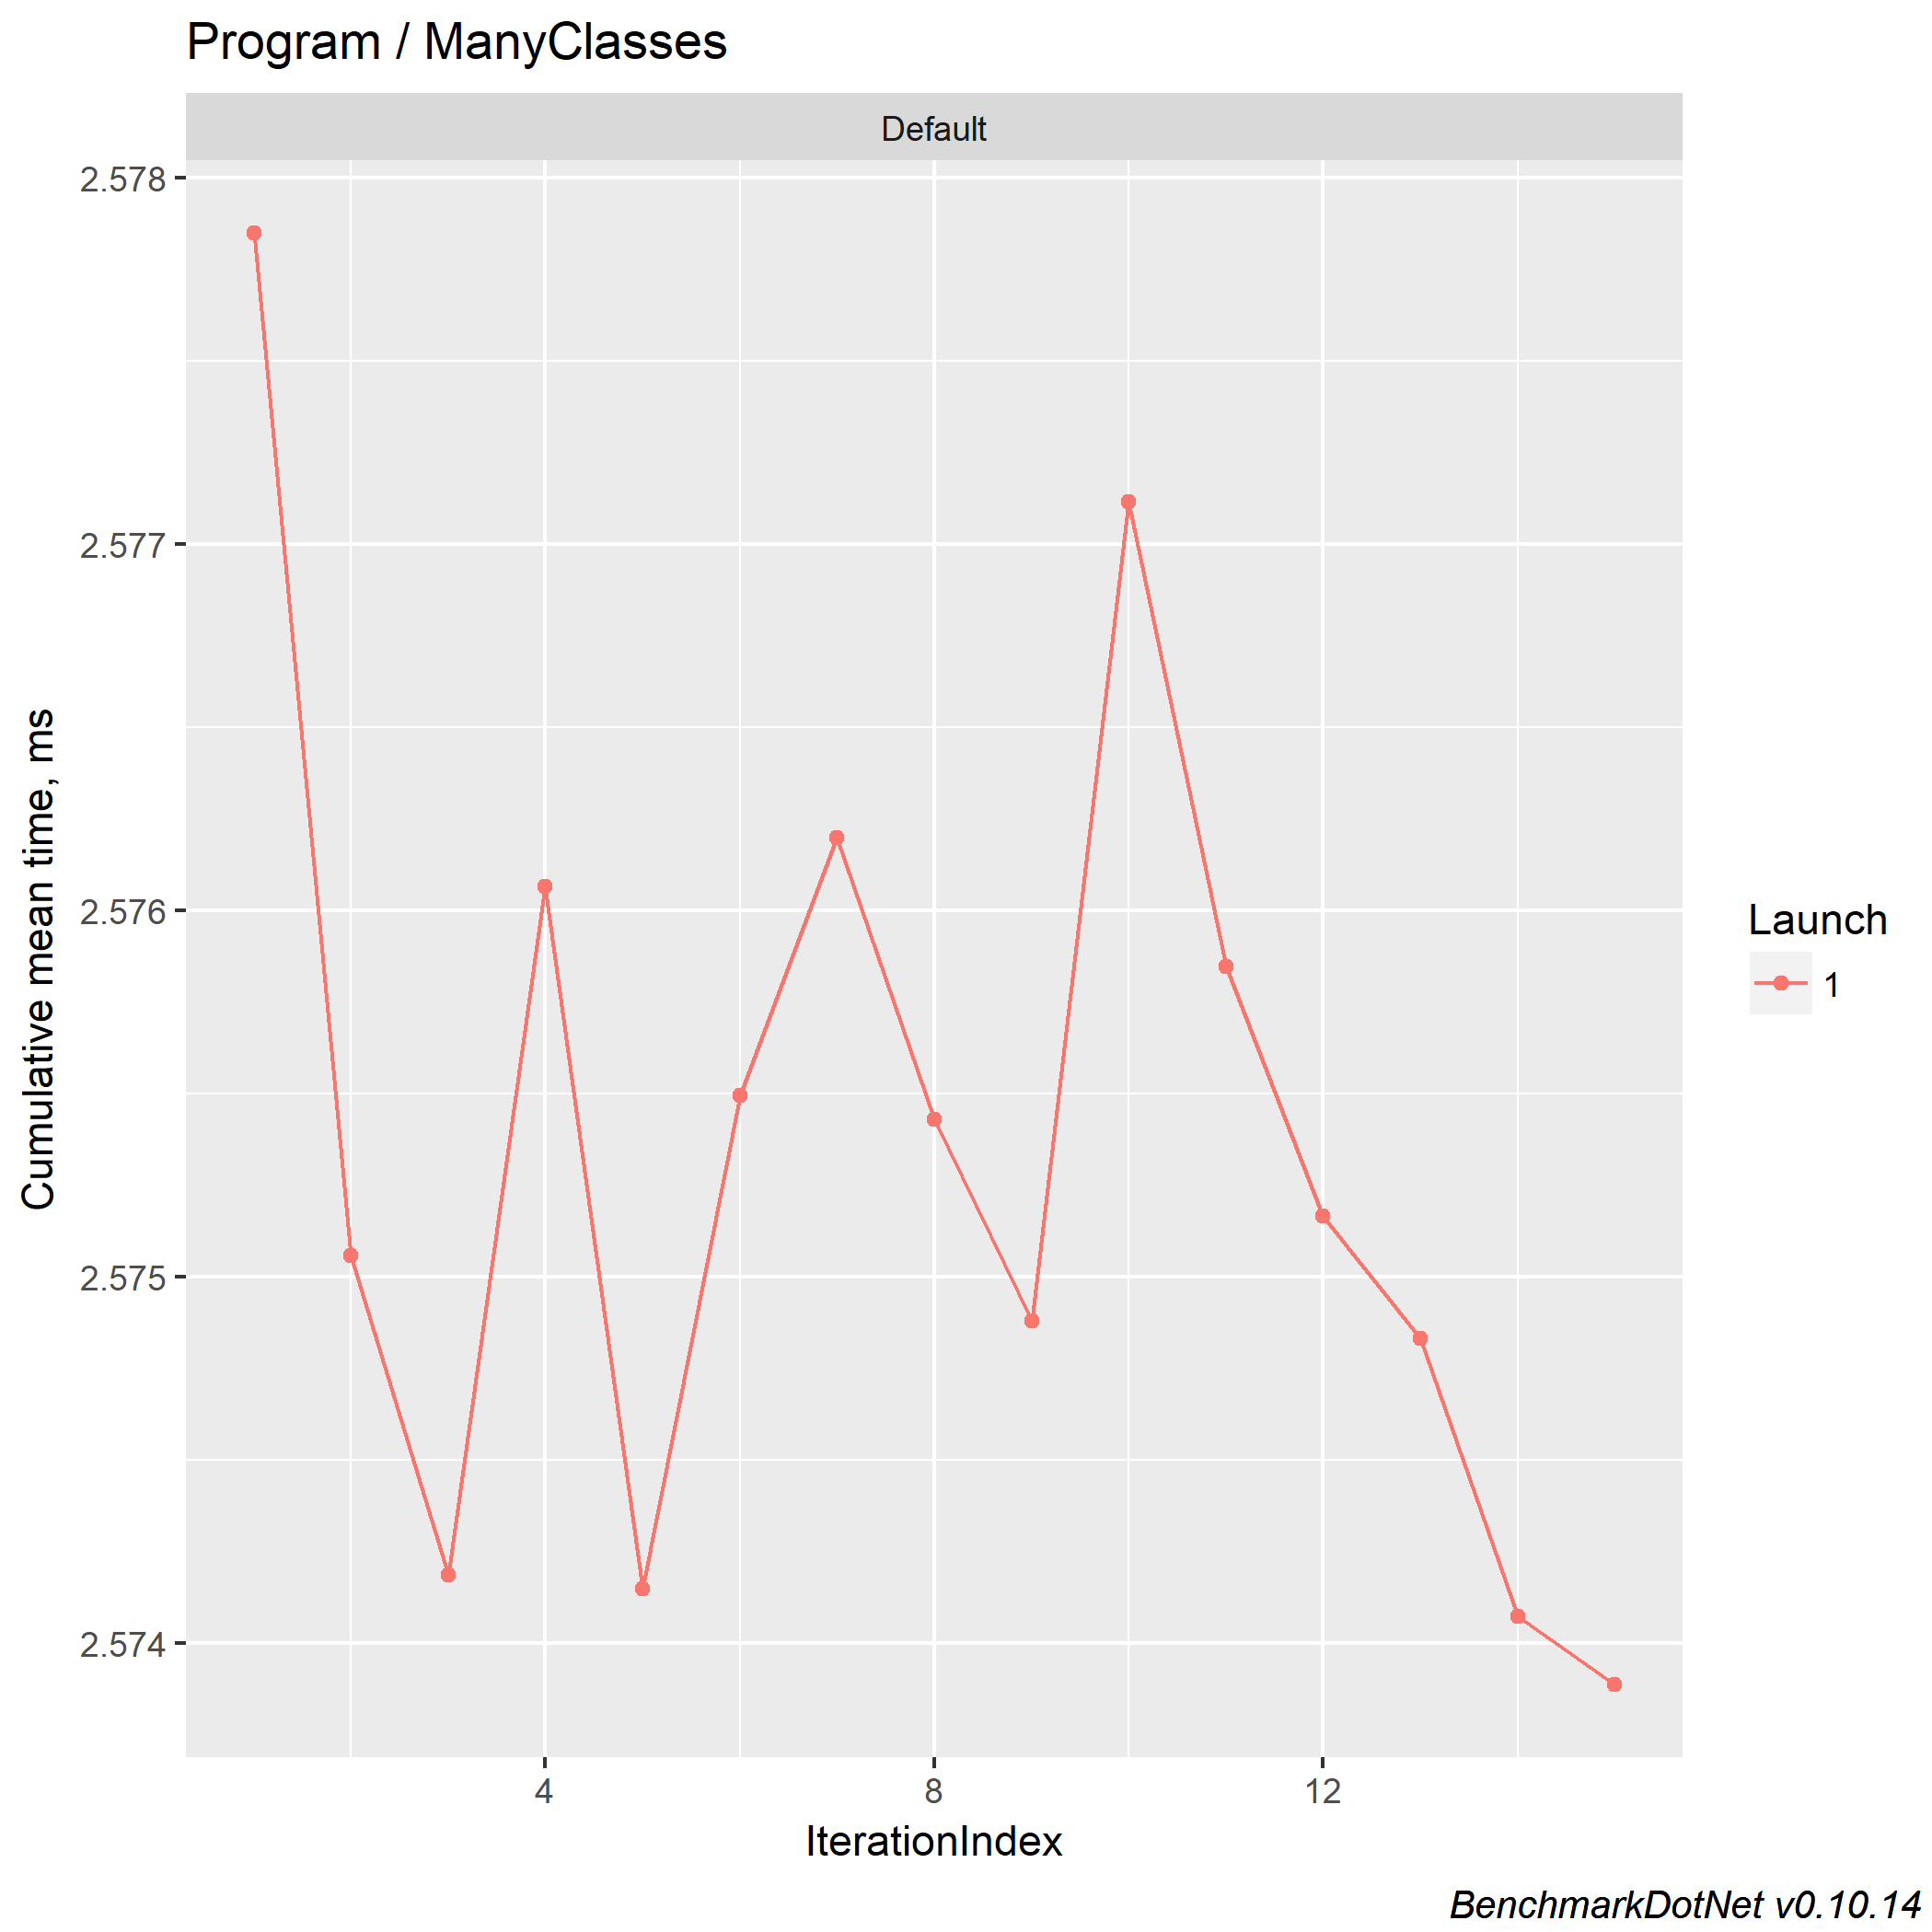 Program / ManyClasses
Default
2.578
2.577
2.576
2.575
2.574
Cumulative mean time, ms
4
8
12
IterationIndex
Launch
1
BenchmarkDotNet v0.10.14